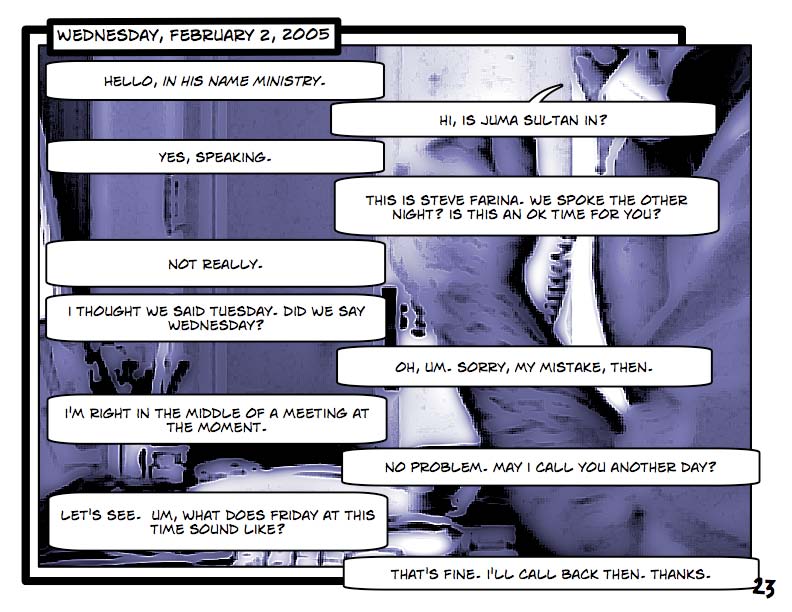 WEDNESDAY, FEBRUARY 2, 2005
HELLO, IN HIS NAME MINISTRY.
HI, IS JUMA SULTAN IN?
YES, SPEAKING.
THIS IS STEVE FARINA. WE SPOKE THE OTHER
NIGHT? IS THIS AN OK TIME FOR YOU?
NOT REALLY.
I THOUGHT WE SAID TUESDAY. DID WE SAY
WEDNESDAY?
OH, UM. SORRY, MY MISTAKE, THEN.
I'M RIGHT IN THE MIDDLE OF A MEETING AT
THE MOMENT.
NO PROBLEM. MAY I CALL YOU ANOTHER DAY?
LET'S SEE. UM, WHAT DOES FRIDAY AT THIS
TIME SOUND LIKE?
THAT'S FINE. I'LL CALL BACK THEN. THANKS.
23